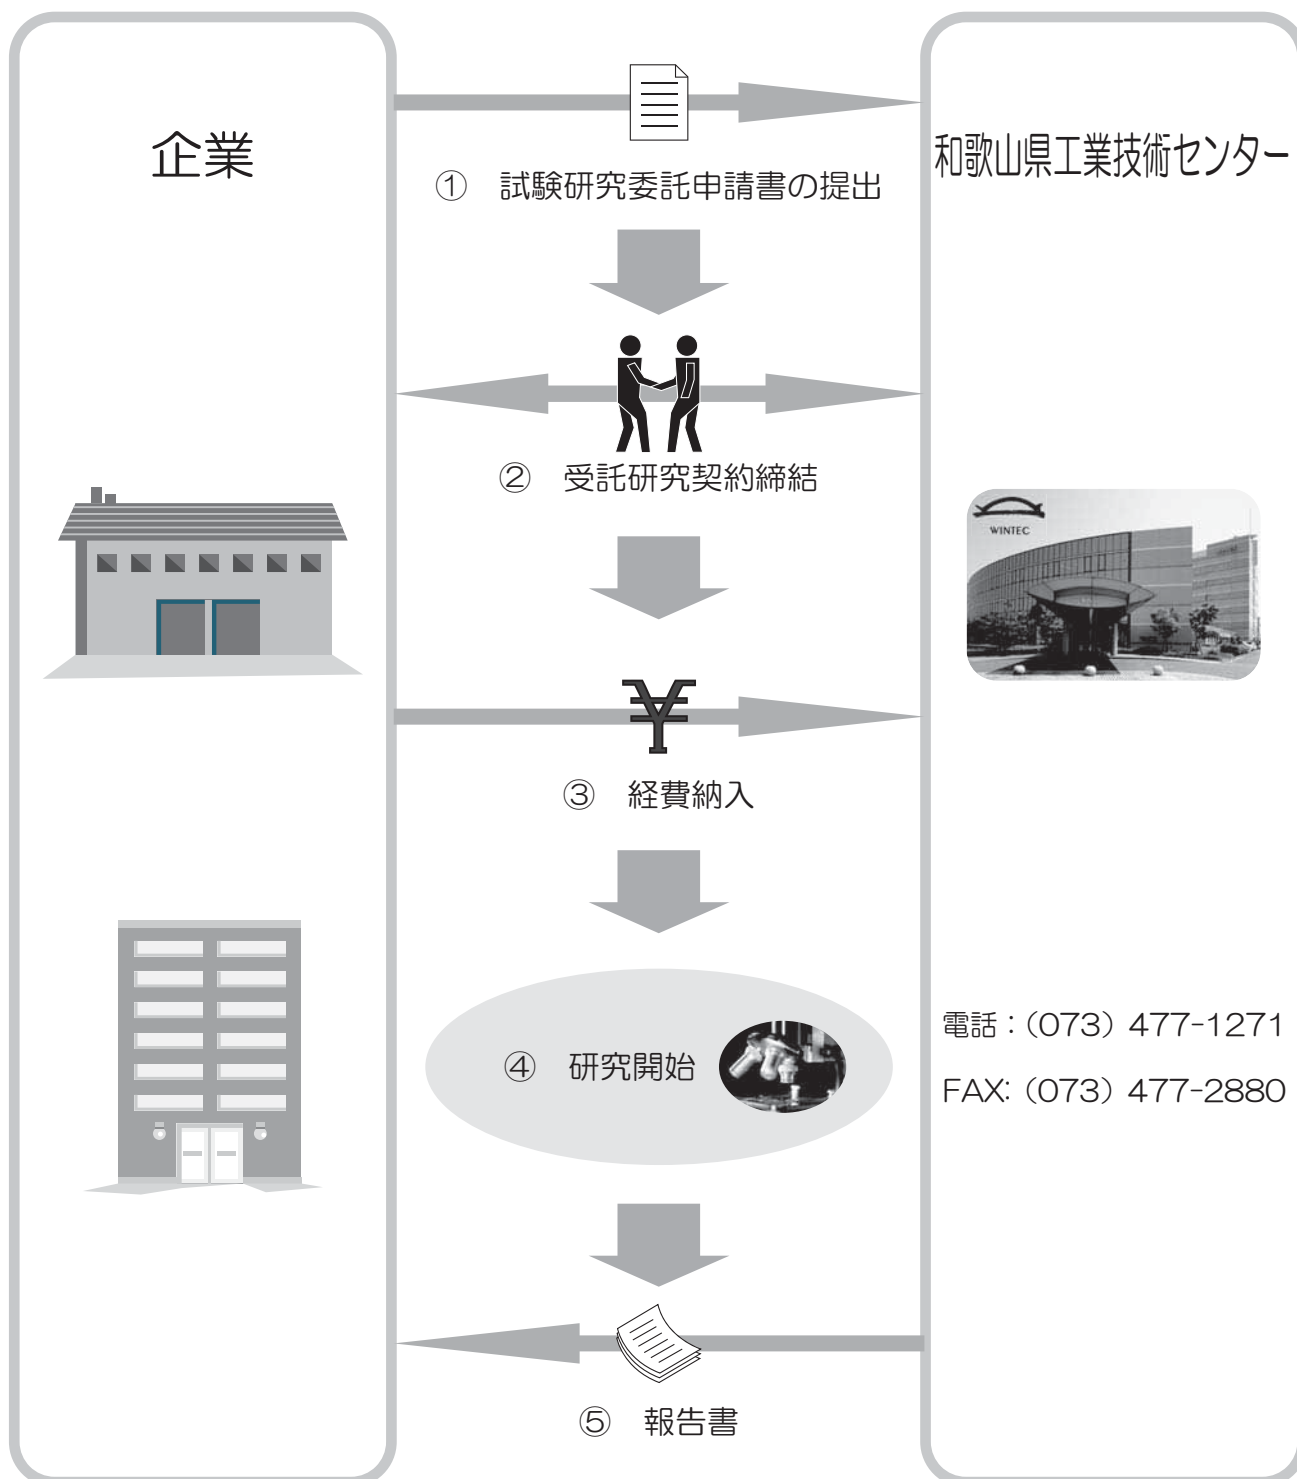 企業
和歌山県工業技術センター
① 試験研究委託申請書の提出
② 受託研究契約締結
WINTEC
③ 経費納入
④ 研究開始
電話：(073) 477-1271
FAX: (073) 477-2880
⑤ 報告書